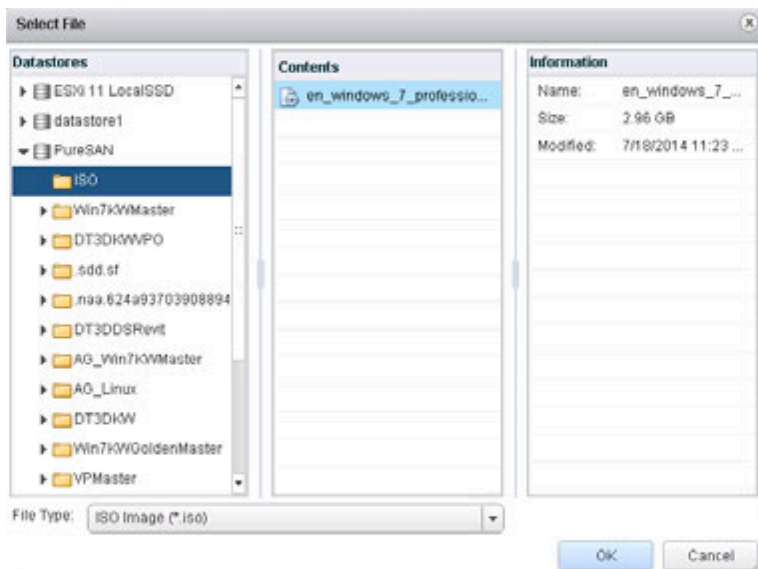 Select File
Datastores
ESXi 11 LocalSSD
datastore1
PureSAN
ISO
Win7KWMaster
DT3DKWVPO
.sdd.sf
.naa.624a93703908894
DT3DDSRevit
AG_Win7KWMaster
AG_Linux
DT3DKW
Win7KWGoldenMaster
VPMaster
Contents
en_windows_7_professio...
Information
Name: en_windows_7_...
Size: 2.96 GB
Modified: 7/18/2014 11:23 ...
File Type: ISO Image (*.iso)
OK Cancel